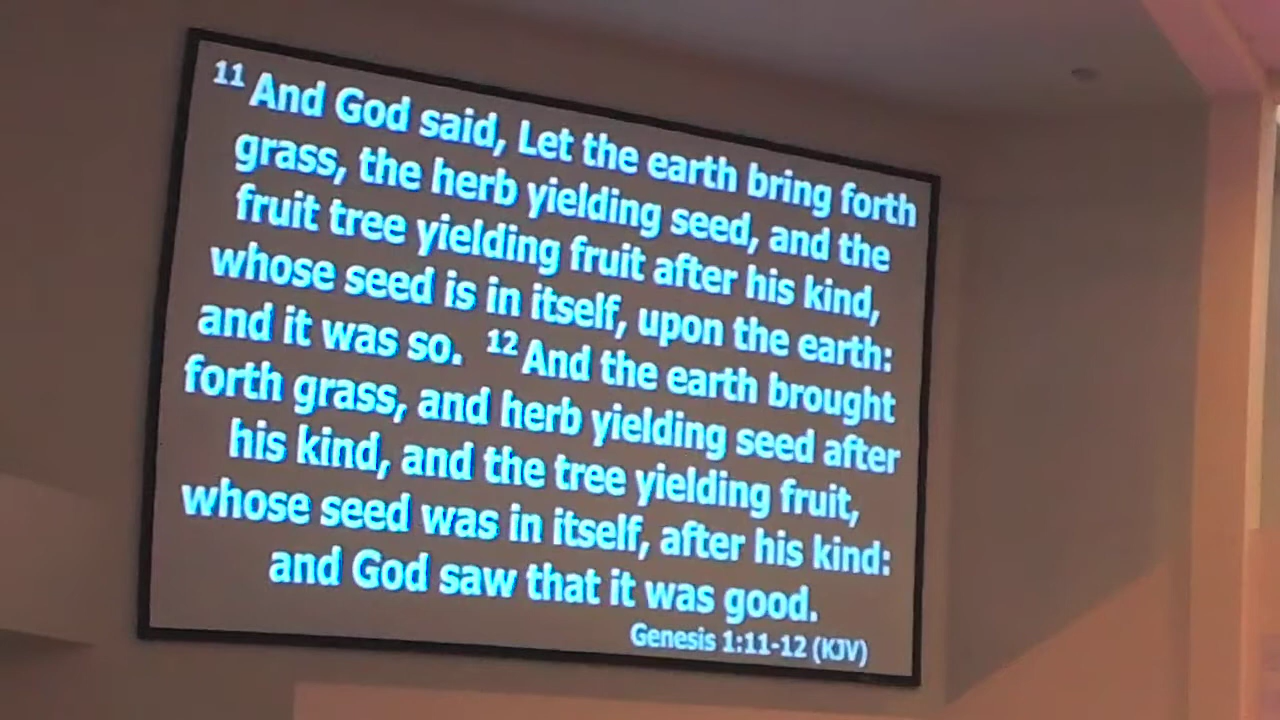 11 And God said, Let the earth bring forth
grass, the herb yielding seed, and the
fruit tree yielding fruit after his kind,
whose seed is in itself, upon the earth:
and it was so. 12 And the earth brought
forth grass, and herb yielding seed after
his kind, and the tree yielding fruit,
whose seed was in itself, after his kind:
and God saw that it was good.
Genesis 1:11-12 (KJV)